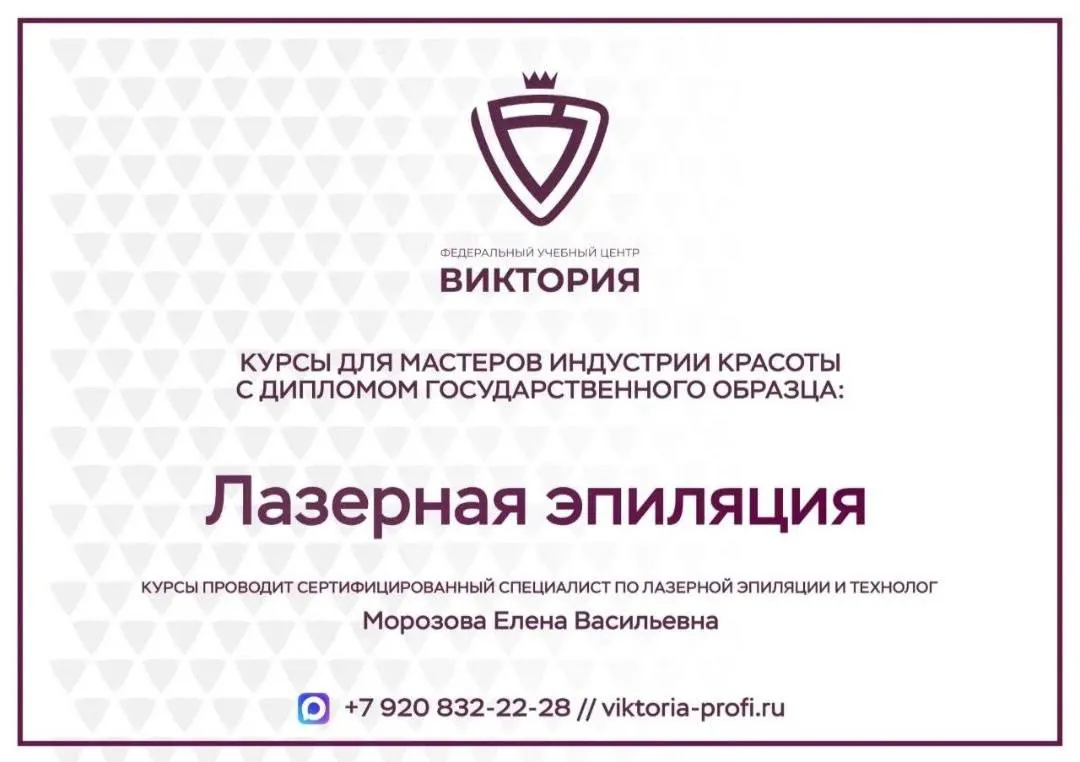 ФЕДЕРАЛЬНЫЙ УЧЕБНЫЙ ЦЕНТР
ВИКТОРИЯ
КУРСЫ ДЛЯ МАСТЕРОВ ИНДУСТРИИ КРАСОТЫ
С ДИПЛОМОМ ГОСУДАРСТВЕННОГО ОБРАЗЦА:
Лазерная эпиляция
КУРСЫ ПРОВОДИТ СЕРТИФИЦИРОВАННЫЙ СПЕЦИАЛИСТ ПО ЛАЗЕРНОЙ ЭПИЛЯЦИИ И ТЕХНОЛОГ
Морозова Елена Васильевна
+7 920 832-22-28 // viktoria-profi.ru